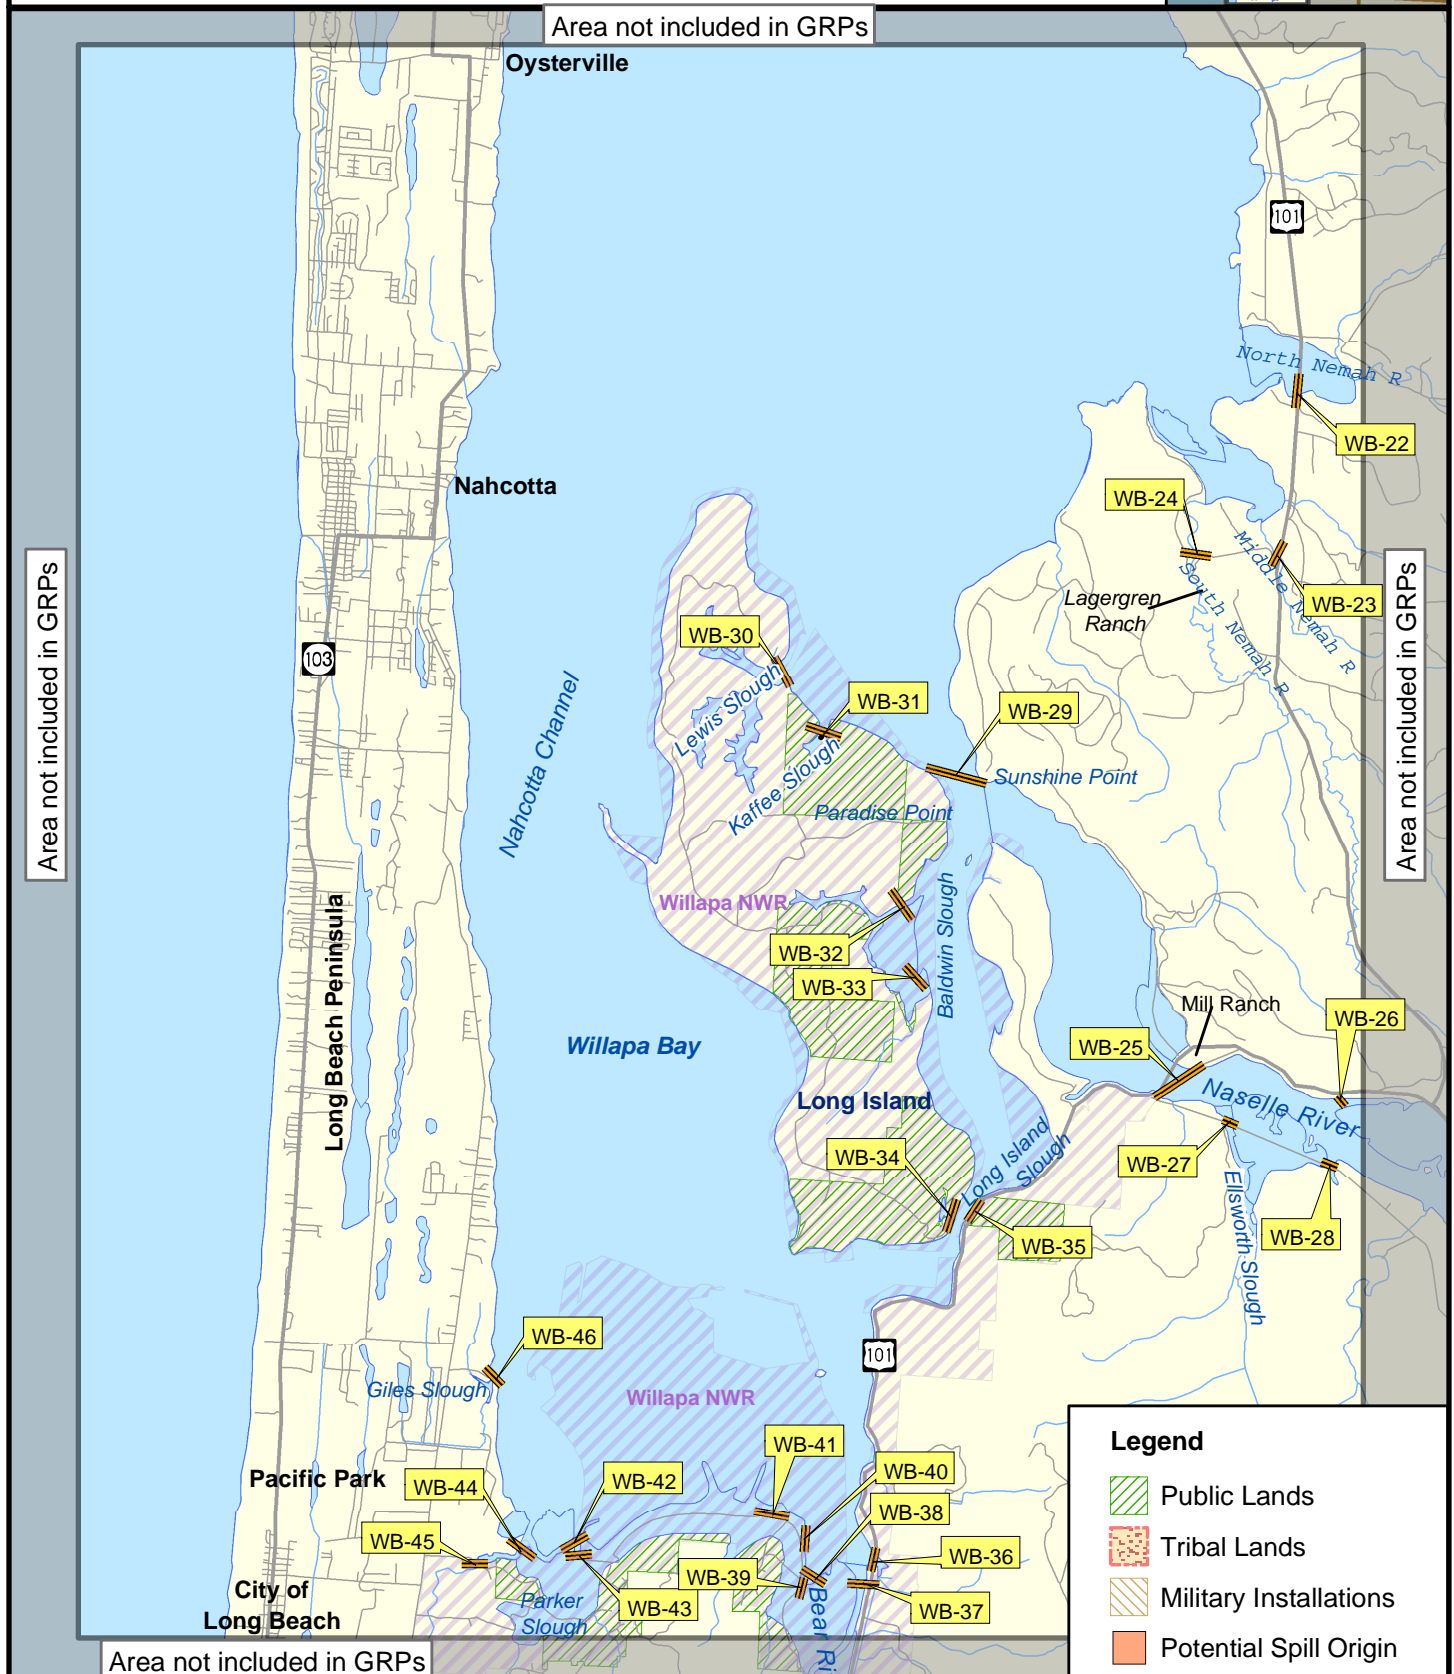 Area not included in GRPs
Oysterville
101
North Nemah R
WB-22
Nahcotta
WB-24
Middle Nemah R
South Nemah R
WB-23
Lagergren
Ranch
Area not included in GRPs
Area not included in GRPs
WB-30
103
Lewis Slough
WB-31
WB-29
Nahcotta Channel
Kaffee Slough
Sunshine Point
Paradise Point
Willapa NWR
Baldwin Slough
WB-32
WB-33
Long Beach Peninsula
Mill Ranch
WB-26
Willapa Bay
WB-25
Naselle River
Long Island
WB-34
Long Island
Slough
WB-27
Ellsworth Slough
WB-28
WB-35
WB-46
101
Giles Slough
Willapa NWR
WB-41
WB-40
Pacific Park
WB-44
WB-42
WB-38
WB-45
WB-36
WB-39
WB-43
WB-37
City of
Long Beach
Parker
Slough
Bear Ri
Area not included in GRPs
Legend
Public Lands
Tribal Lands
Military Installations
Potential Spill Origin